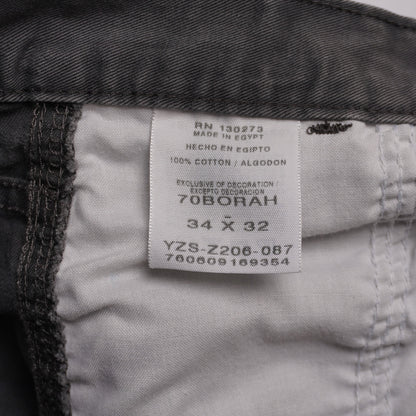 RN 130273
MADE IN EGYPT
HECHO EN EGIPTO
100% COTTON / ALGODON
EXCLUSIVE OF DECORATION /
EXCEPTO DECORACION
70BORAH
-
34 X 32
YZS-Z206-087
760609169354